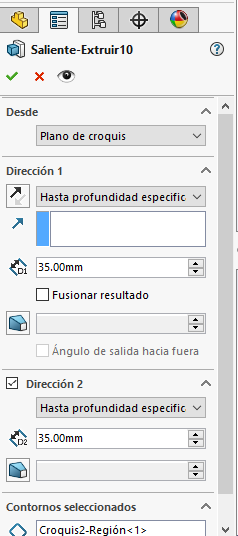 Saliente-Extruir10
Desde
Plano de croquis
Dirección 1
Hasta profundidad especific
D1
35.00mm
Fusionar resultado
Ángulo de salida hacia fuera
Dirección 2
Hasta profundidad especific
D2
35.00mm
Contornos seleccionados
Croquis2-Región<1>